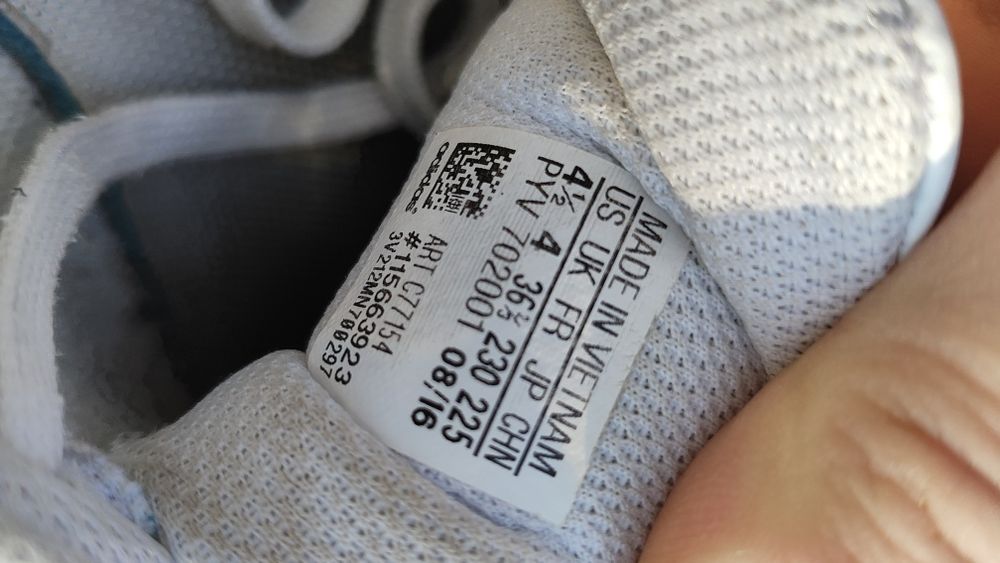 MADE IN VIETNAM
US UK FR JP CHN
4½ 4 36⅔ 230 225
PYV 702001 08/16
ART C77154
#115663923
3V212MN700297
adidas